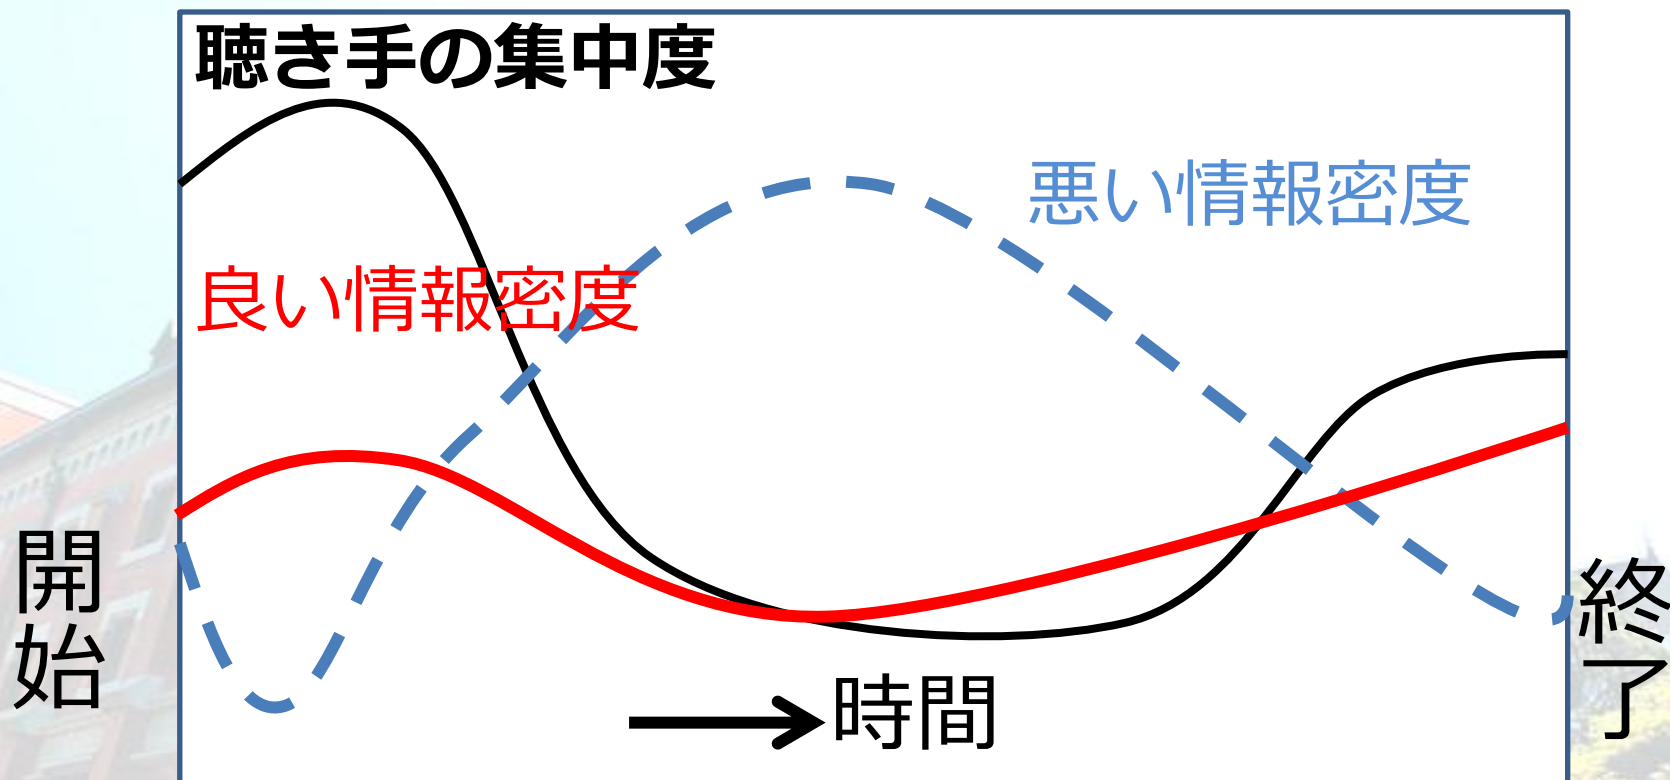 聴き手の集中度
悪い情報密度
良い情報密度
開始
終了
時間